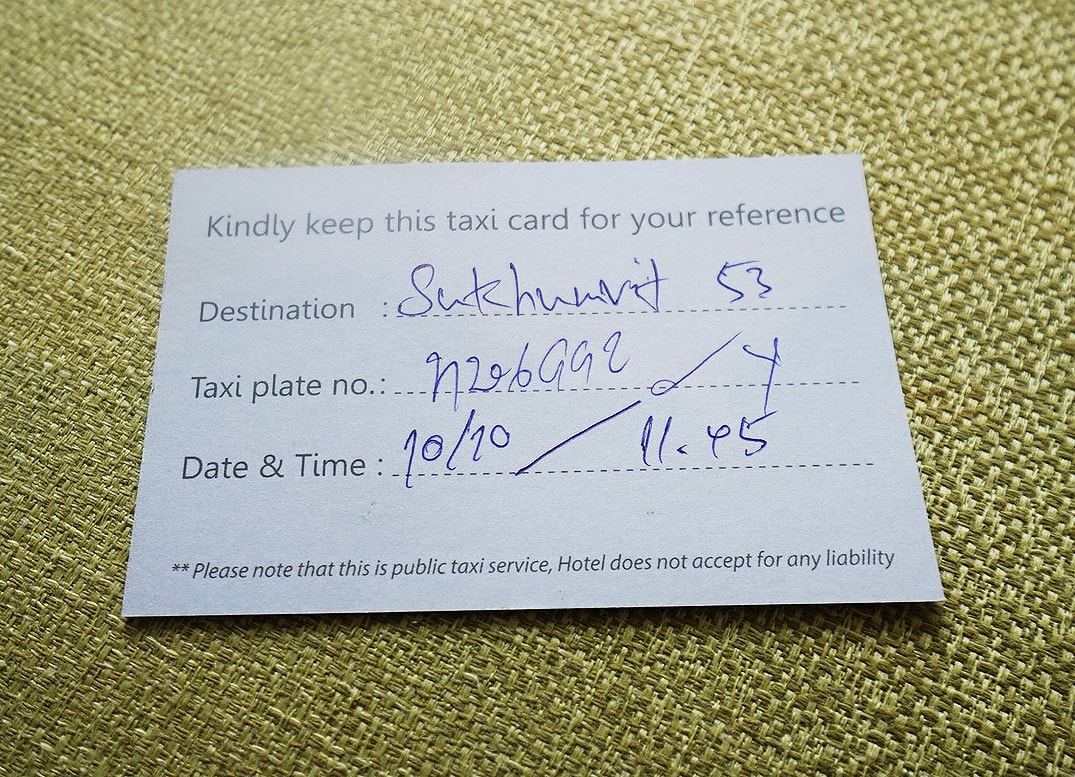 Kindly keep this taxi card for your reference
Destination : Sukhumvit 53
Taxi plate no.:
Date & Time : 10/10 / 11.45
** Please note that this is public taxi service, Hotel does not accept for any liability